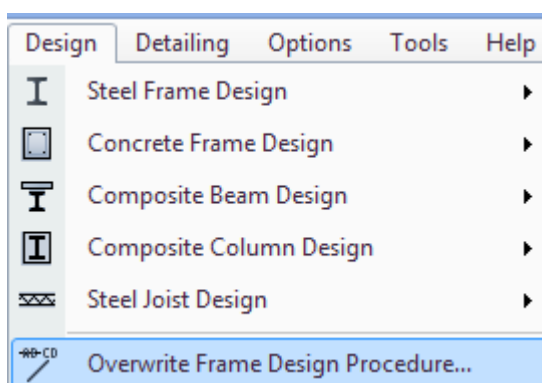 Design Detailing Options Tools Help
Steel Frame Design
Concrete Frame Design
Composite Beam Design
Composite Column Design
Steel Joist Design
Overwrite Frame Design Procedure...